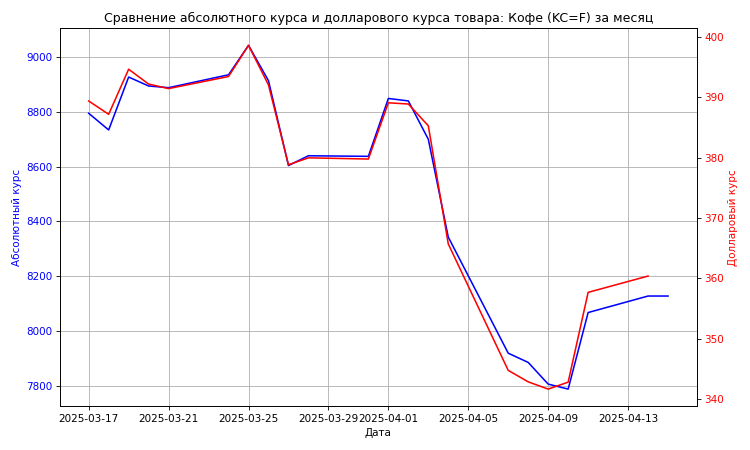 Сравнение абсолютного курса и долларового курса товара: Кофе (KC=F) за месяц
9000
8800
8600
8400
8200
8000
7800
Абсолютный курс
400
390
380
370
360
350
340
Долларовый курс
2025-03-17 2025-03-21 2025-03-25 2025-03-29 2025-04-01 2025-04-05 2025-04-09 2025-04-13
Дата